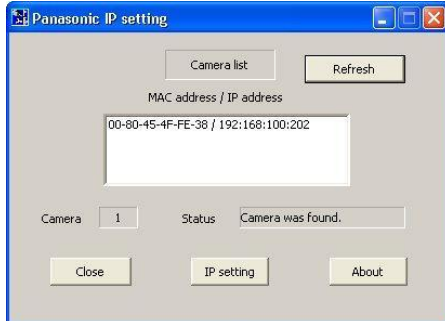 Panasonic IP setting
Camera list
Refresh
MAC address / IP address
00-80-45-4F-FE-38 / 192:168:100:202
Camera 1 Status Camera was found.
Close IP setting About